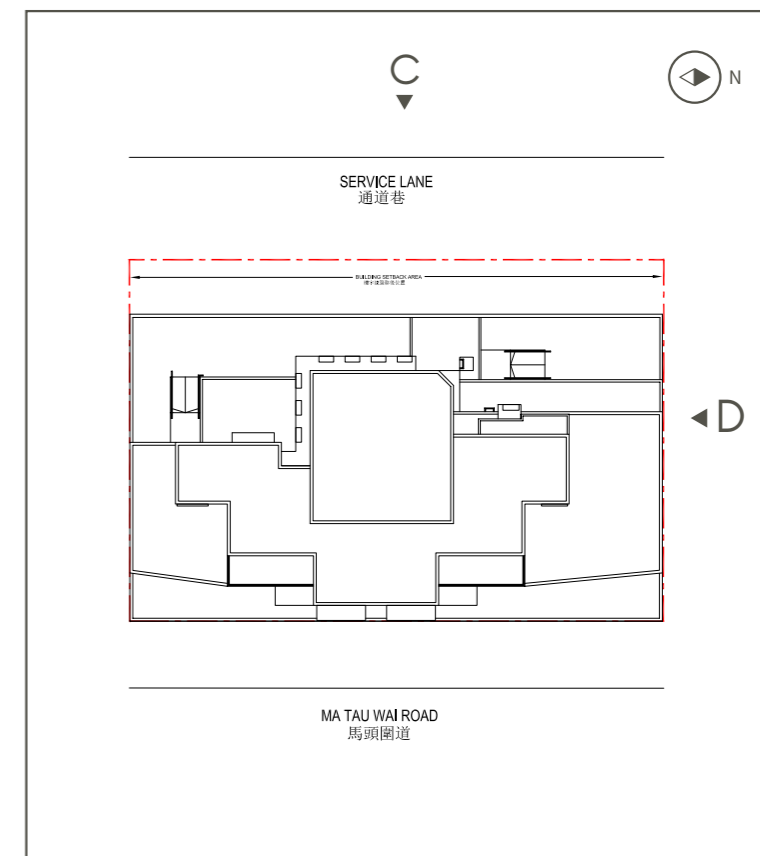 C
N
SERVICE LANE
通道巷
BUILDING SETBACK AREA
D
MA TAU WAI ROAD
馬頭圍道